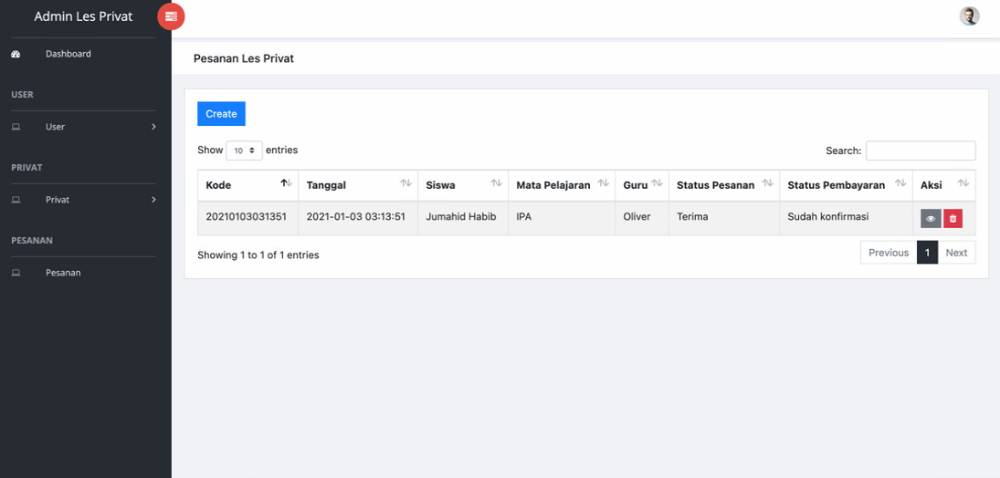 Admin Les Privat
Dashboard
USER
User
PRIVAT
Privat
PESANAN
Pesanan
Pesanan Les Privat
Create
Show 10 entries
Search:
Kode Tanggal Siswa Mata Pelajaran Guru Status Pesanan Status Pembayaran Aksi
20210103031351 2021-01-03 03:13:51 Jumahid Habib IPA Oliver Terima Sudah konfirmasi
Showing 1 to 1 of 1 entries
Previous 1 Next